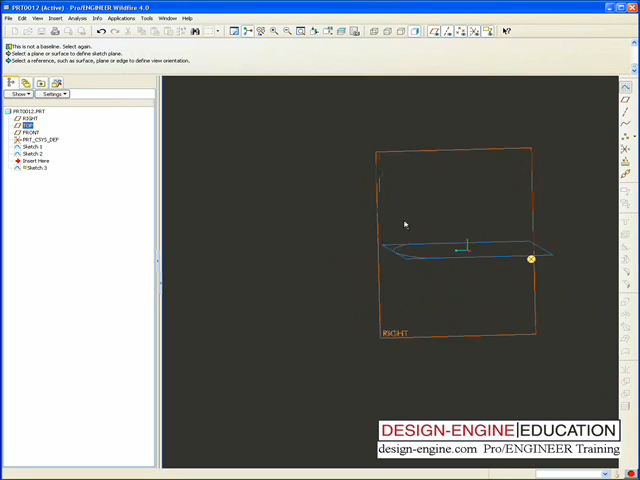 PRT0012 (Active) - Pro/ENGINEER Wildfire 4.0
File Edit View Insert Analysis Info Applications Tools Window Help
This is not a baseline. Select again.
Select a plane or surface to define sketch plane.
Select a reference, such as surface, plane or edge to define view orientation.
Show Settings
PRT0012.PRT
RIGHT
TOP
FRONT
PRT_CSYS_DEF
Sketch 1
Sketch 2
Insert Here
Sketch 3
RIGHT
DESIGN-ENGINE|EDUCATION
design-engine.com Pro/ENGINEER Training